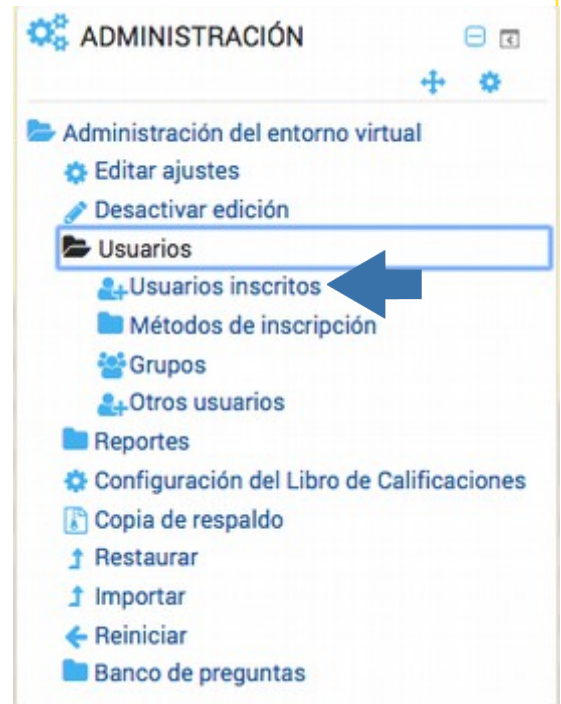 ADMINISTRACIÓN
Administración del entorno virtual
Editar ajustes
Desactivar edición
Usuarios
Usuarios inscritos
Métodos de inscripción
Grupos
Otros usuarios
Reportes
Configuración del Libro de Calificaciones
Copia de respaldo
Restaurar
Importar
Reiniciar
Banco de preguntas